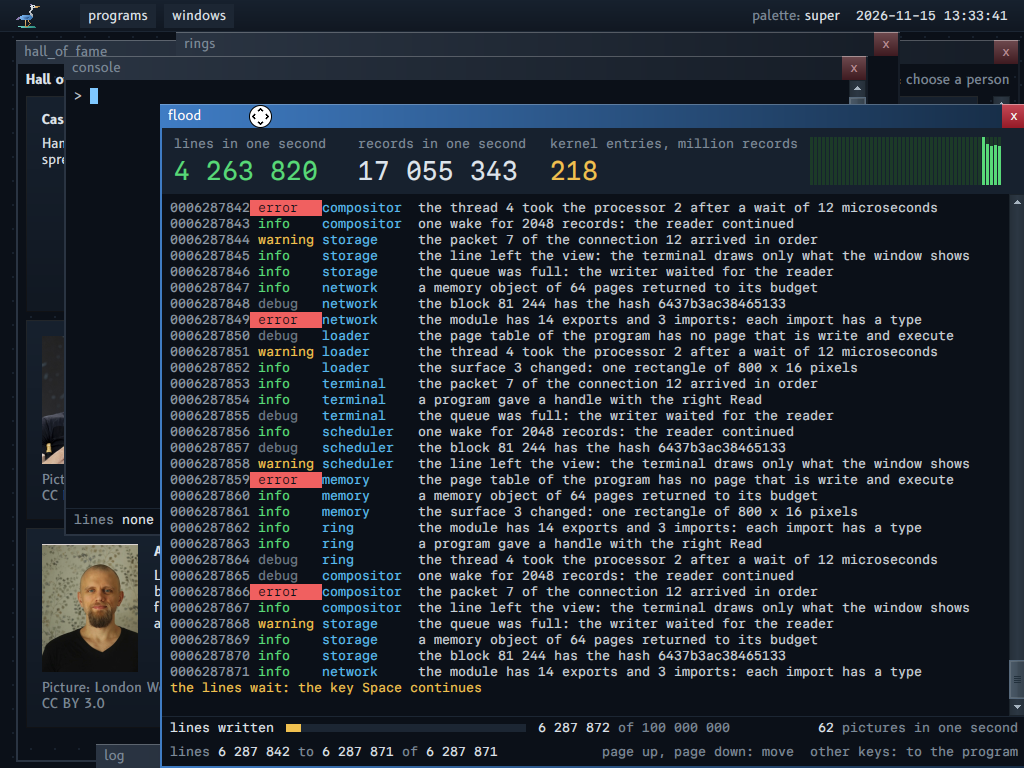 programs windows palette: super 2026-11-15 13:33:41
rings x
hall_of_fame x
console x
Hall o choose a person
>
Cas
Han
spre
flood x
lines in one second records in one second kernel entries, million records
4 263 820 17 055 343 218
0006287842 error compositor the thread 4 took the processor 2 after a wait of 12 microseconds
0006287843 info compositor one wake for 2048 records: the reader continued
0006287844 warning storage the packet 7 of the connection 12 arrived in order
0006287845 info storage the line left the view: the terminal draws only what the window shows
0006287846 info storage the queue was full: the writer waited for the reader
0006287847 info network a memory object of 64 pages returned to its budget
0006287848 debug network the block 81 244 has the hash 6437b3ac38465133
0006287849 error network the module has 14 exports and 3 imports: each import has a type
0006287850 debug loader the page table of the program has no page that is write and execute
0006287851 warning loader the thread 4 took the processor 2 after a wait of 12 microseconds
0006287852 info loader the surface 3 changed: one rectangle of 800 x 16 pixels
0006287853 info terminal the packet 7 of the connection 12 arrived in order
0006287854 info terminal a program gave a handle with the right Read
0006287855 debug terminal the queue was full: the writer waited for the reader
0006287856 info scheduler one wake for 2048 records: the reader continued
0006287857 debug scheduler the block 81 244 has the hash 6437b3ac38465133
0006287858 warning scheduler the line left the view: the terminal draws only what the window shows
0006287859 error memory the page table of the program has no page that is write and execute
0006287860 info memory a memory object of 64 pages returned to its budget
0006287861 info memory the surface 3 changed: one rectangle of 800 x 16 pixels
0006287862 info ring the module has 14 exports and 3 imports: each import has a type
0006287863 info ring a program gave a handle with the right Read
0006287864 debug ring the thread 4 took the processor 2 after a wait of 12 microseconds
0006287865 debug compositor one wake for 2048 records: the reader continued
0006287866 error compositor the packet 7 of the connection 12 arrived in order
0006287867 info compositor the line left the view: the terminal draws only what the window shows
0006287868 warning storage the queue was full: the writer waited for the reader
0006287869 info storage a memory object of 64 pages returned to its budget
0006287870 info storage the block 81 244 has the hash 6437b3ac38465133
0006287871 info network the module has 14 exports and 3 imports: each import has a type
the lines wait: the key Space continues
lines written 6 287 872 of 100 000 000 62 pictures in one second
lines 6 287 842 to 6 287 871 of 6 287 871 page up, page down: move other keys: to the program
Pict
CC
lines none
Picture: London We
CC BY 3.0
log